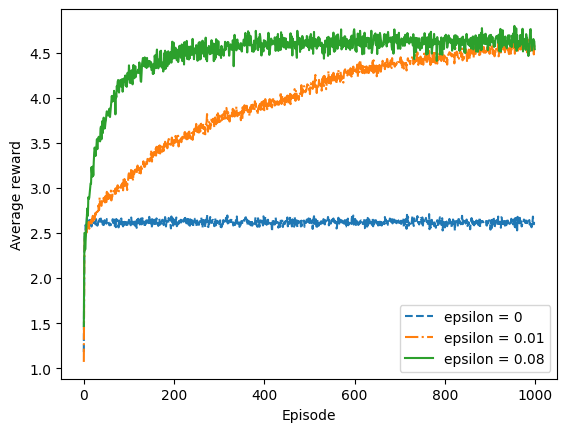 4.5
4.0
3.5
3.0
2.5
2.0
1.5
1.0
Average reward
0 200 400 600 800 1000
Episode
epsilon = 0
epsilon = 0.01
epsilon = 0.08